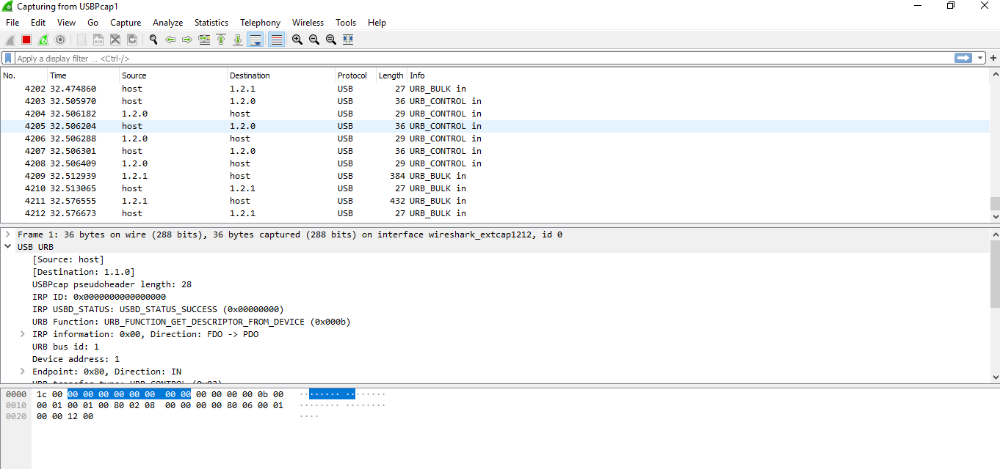 Capturing from USBPcap1
File Edit View Go Capture Analyze Statistics Telephony Wireless Tools Help
Apply a display filter ... <Ctrl-/>
No. Time Source Destination Protocol Length Info
4202 32.474860 host 1.2.1 USB 27 URB_BULK in
4203 32.505970 host 1.2.0 USB 36 URB_CONTROL in
4204 32.506182 1.2.0 host USB 29 URB_CONTROL in
4205 32.506204 host 1.2.0 USB 36 URB_CONTROL in
4206 32.506288 1.2.0 host USB 29 URB_CONTROL in
4207 32.506301 host 1.2.0 USB 36 URB_CONTROL in
4208 32.506409 1.2.0 host USB 29 URB_CONTROL in
4209 32.512939 1.2.1 host USB 384 URB_BULK in
4210 32.513065 host 1.2.1 USB 27 URB_BULK in
4211 32.576555 1.2.1 host USB 432 URB_BULK in
4212 32.576673 host 1.2.1 USB 27 URB_BULK in
Frame 1: 36 bytes on wire (288 bits), 36 bytes captured (288 bits) on interface wireshark_extcap1212, id 0
USB URB
[Source: host]
[Destination: 1.1.0]
USBPcap pseudoheader length: 28
IRP ID: 0x0000000000000000
IRP USBD_STATUS: USBD_STATUS_SUCCESS (0x00000000)
URB Function: URB_FUNCTION_GET_DESCRIPTOR_FROM_DEVICE (0x000b)
IRP information: 0x00, Direction: FDO -> PDO
URB bus id: 1
Device address: 1
Endpoint: 0x80, Direction: IN
URB transfer type: URB_CONTROL (0x02)
0000 1c 00 00 00 00 00 00 00 00 00 00 00 00 00 0b 00 ········ ········
0010 00 01 00 01 00 80 02 08 00 00 00 00 80 06 00 01 ········ ········
0020 00 00 12 00 ····